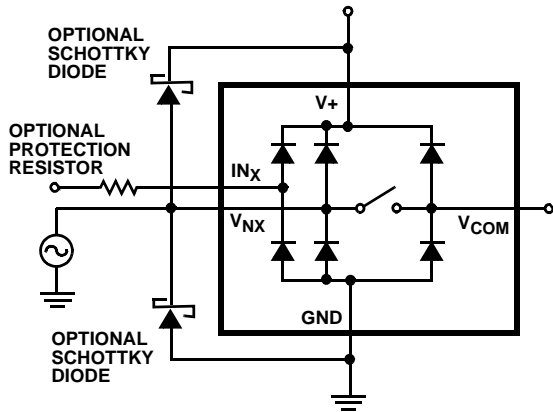 OPTIONAL
SCHOTTKY
DIODE
OPTIONAL
PROTECTION
RESISTOR
V+
INX
VNX
VCOM
GND
OPTIONAL
SCHOTTKY
DIODE